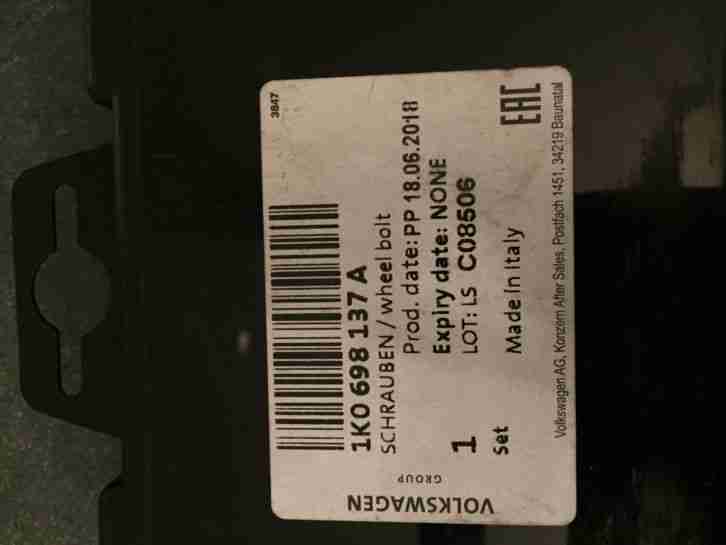 3847
1K0 698 137 A
SCHRAUBEN / wheel bolt
Prod. date: PP 18.06.2018
Expiry date: NONE
LOT: LS C08506
1
Set
Made in Italy
EAC
Volkswagen AG, Konzern After Sales, Postfach 1451, 34219 Baunatal
VOLKSWAGEN
GROUP